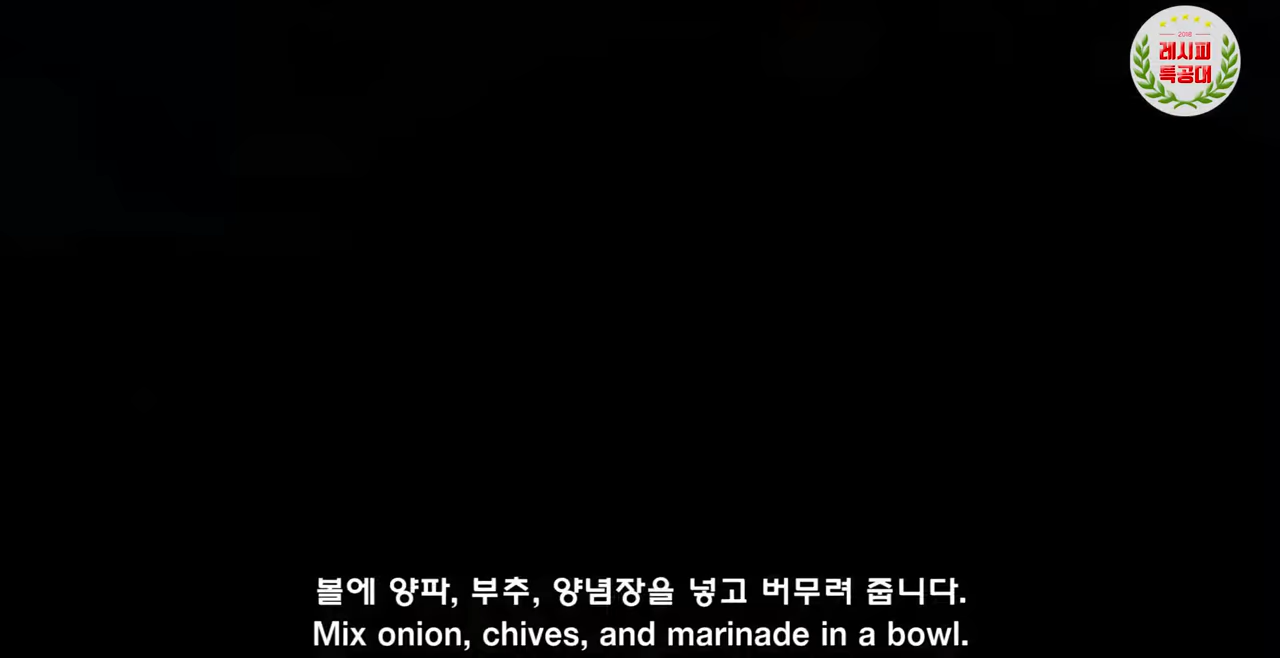 2018
레시피
특공대
볼에 양파, 부추, 양념장을 넣고 버무려 줍니다.
Mix onion, chives, and marinade in a bowl.